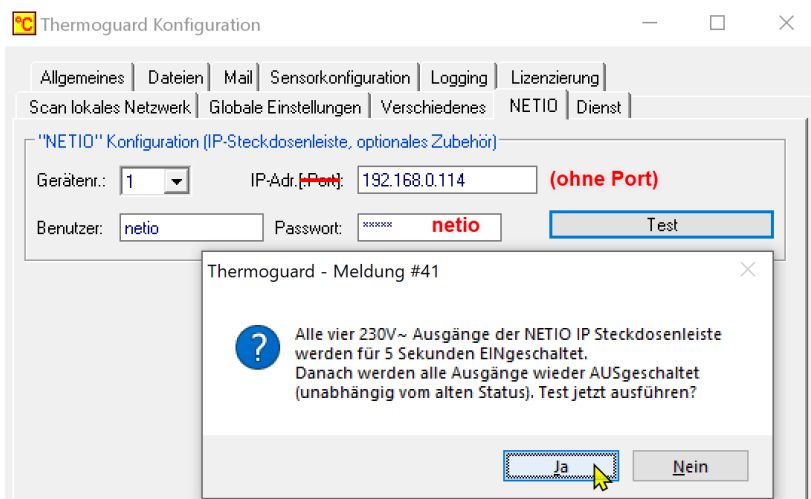 °C Thermoguard Konfiguration
Allgemeines Dateien Mail Sensorkonfiguration Logging Lizenzierung
Scan lokales Netzwerk Globale Einstellungen Verschiedenes NETIO Dienst
"NETIO" Konfiguration (IP-Steckdosenleiste, optionales Zubehör)
Gerätenr.: 1 IP-Adr.[:Port]: 192.168.0.114 (ohne Port)
Benutzer: netio Passwort: ××××× netio Test
Thermoguard - Meldung #41
Alle vier 230V~ Ausgänge der NETIO IP Steckdosenleiste
werden für 5 Sekunden EINgeschaltet.
Danach werden alle Ausgänge wieder AUSgeschaltet
(unabhängig vom alten Status). Test jetzt ausführen?
Ja Nein